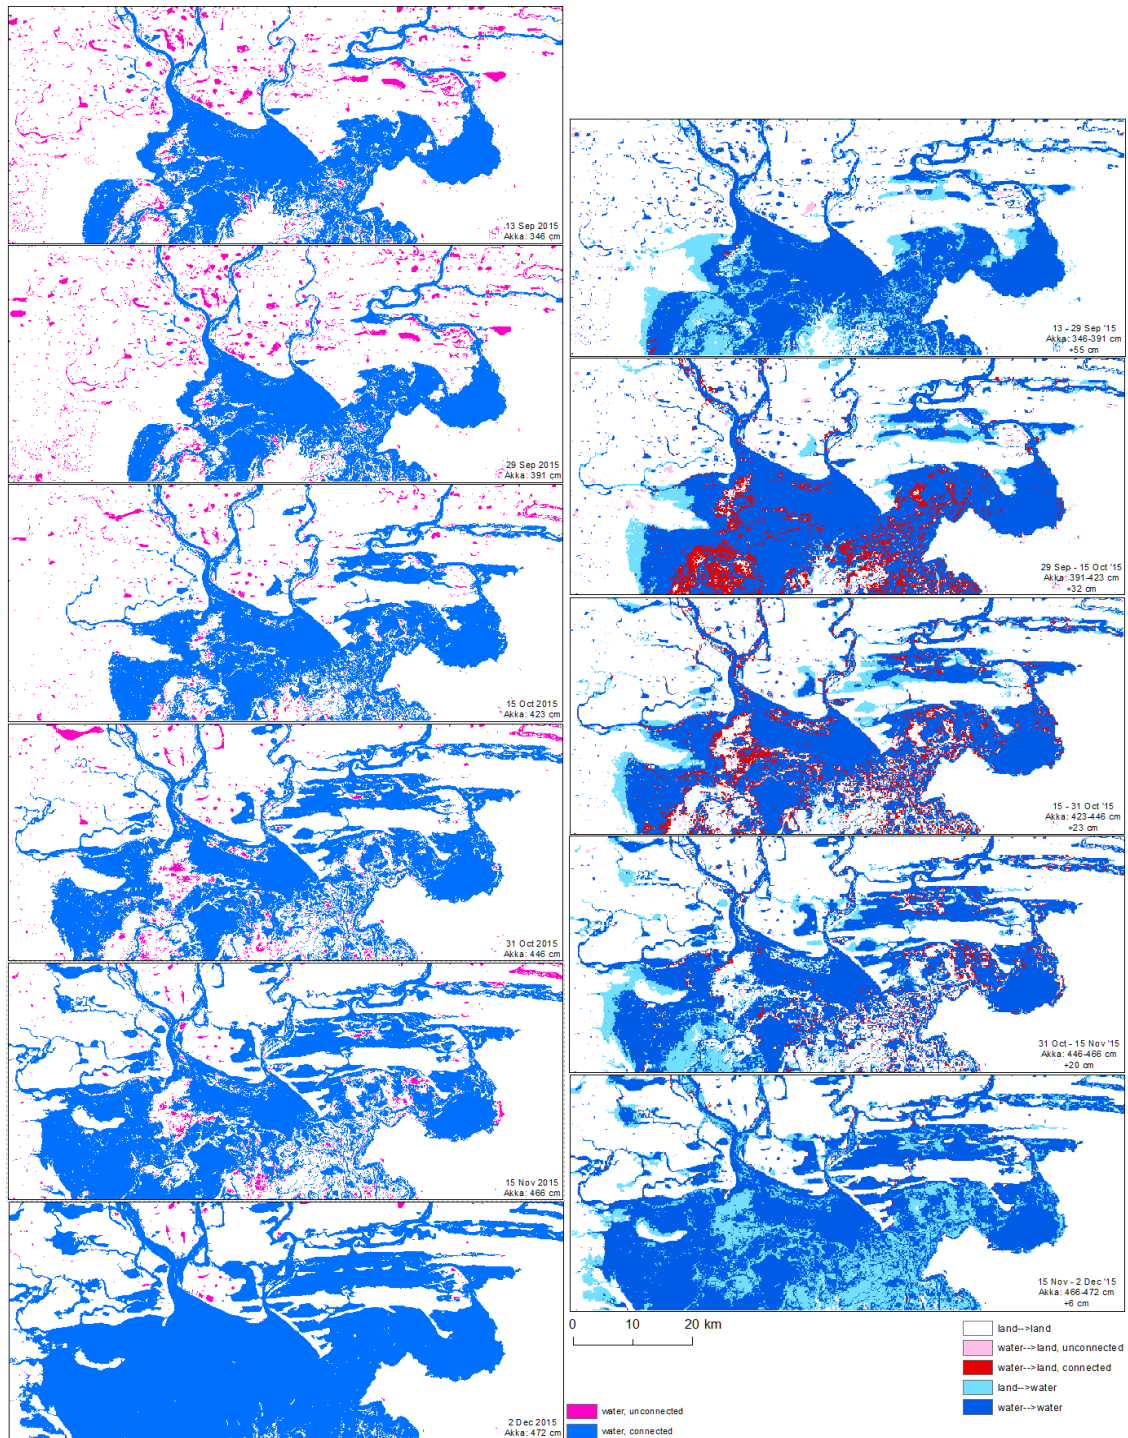 13 Sep 2015
Akka: 346 cm
29 Sep 2015
Akka: 391 cm
15 Oct 2015
Akka: 423 cm
31 Oct 2015
Akka: 446 cm
15 Nov 2015
Akka: 466 cm
2 Dec 2015
Akka: 472 cm
13 - 29 Sep '15
Akka: 346-391 cm
+55 cm
29 Sep - 15 Oct '15
Akka: 391-423 cm
+32 cm
15 - 31 Oct '15
Akka: 423-446 cm
+23 cm
31 Oct - 15 Nov '15
Akka: 446-466 cm
+20 cm
15 Nov - 2 Dec '15
Akka: 466-472 cm
+6 cm
0 10 20 km
water, unconnected
water, connected
land-->land
water-->land, unconnected
water-->land, connected
land-->water
water-->water